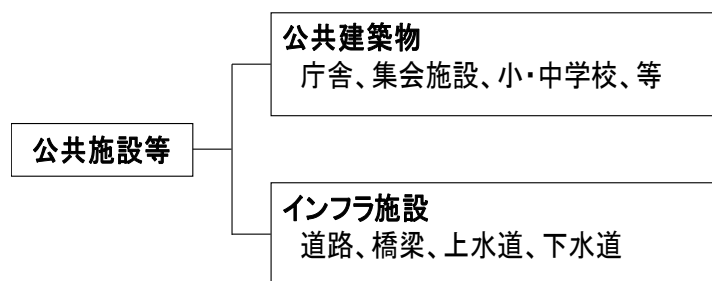 公共建築物
庁舎、集会施設、小・中学校、等
公共施設等
インフラ施設
道路、橋梁、上水道、下水道